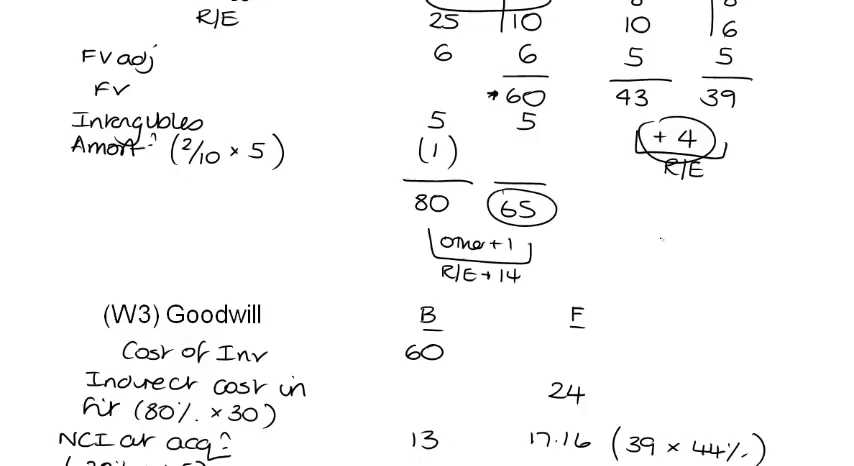 R/E 25 10 10 6
FV adj 6 6 5 5
FV *60 43 39
Intangibles 5 5 + 4
Amort: (2/10 × 5) (1) R/E
80 65
one + 1
R/E + 14
(W3) Goodwill B F
Cost of Inv 60
Indirect cost in 24
F in (80% × 30)
NCI at acq: 13 17.16 (39 × 44%)